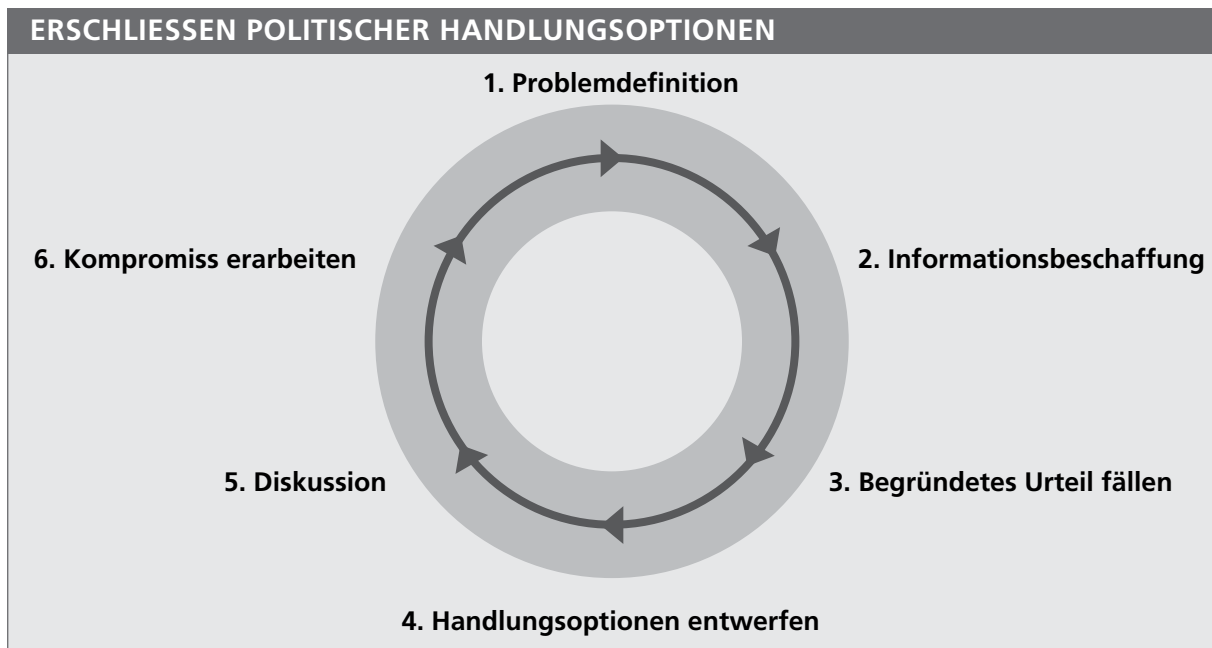 ERSCHLIESSEN POLITISCHER HANDLUNGSOPTIONEN
1. Problemdefinition
2. Informationsbeschaffung
3. Begründetes Urteil fällen
4. Handlungsoptionen entwerfen
5. Diskussion
6. Kompromiss erarbeiten